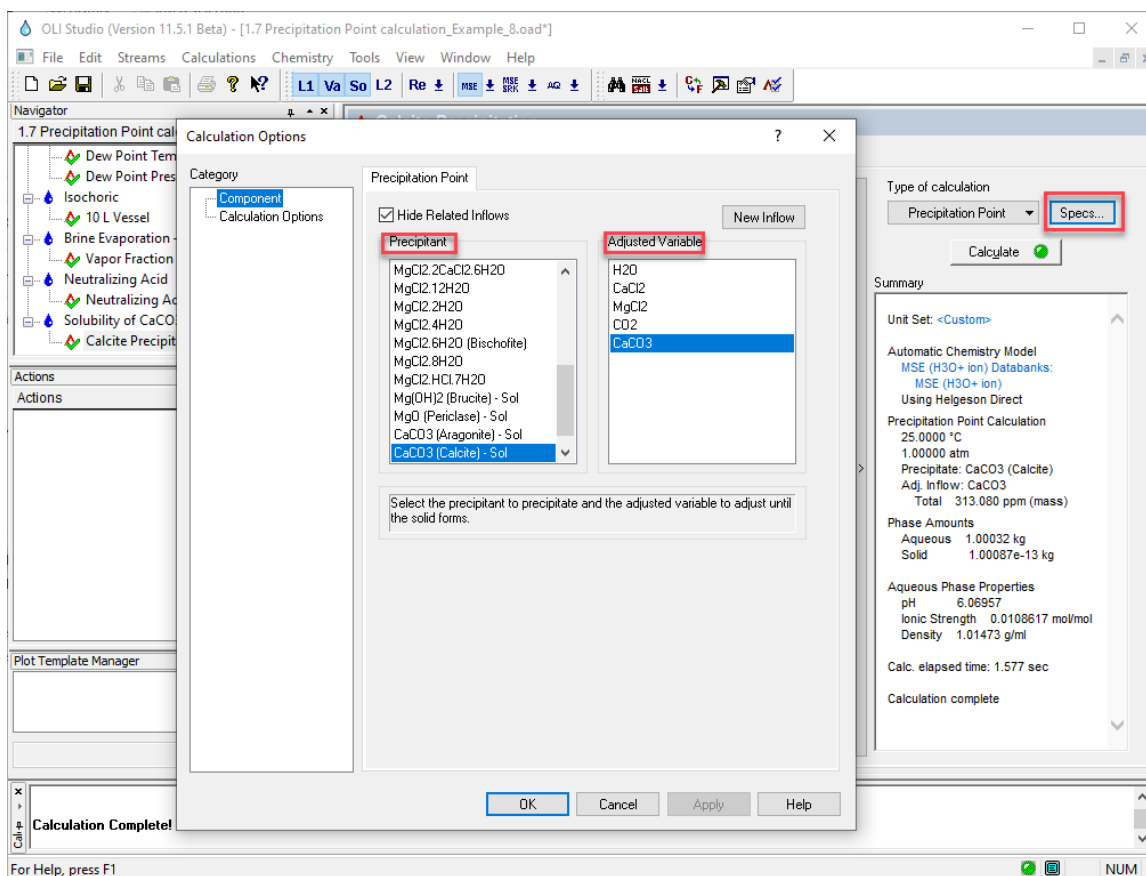 OLI Studio (Version 11.5.1 Beta) - [1.7 Precipitation Point calculation_Example_8.oad*]
File Edit Streams Calculations Chemistry Tools View Window Help
L1 Va So L2 Re MSE MSE SRK AQ
Navigator
1.7 Precipitation Point cal
Dew Point Tem
Dew Point Pres
Isochoric
10 L Vessel
Brine Evaporation -
Vapor Fraction
Neutralizing Acid
Neutralizing Ac
Solubility of CaCO
Calcite Precipit
Actions
Actions
Plot Template Manager
Calculation Options
Category
Component
Calculation Options
Precipitation Point
Hide Related Inflows
New Inflow
Precipitant
MgCl2.2CaCl2.6H2O
MgCl2.12H2O
MgCl2.2H2O
MgCl2.4H2O
MgCl2.6H2O (Bischofite)
MgCl2.8H2O
MgCl2.HCl.7H2O
Mg(OH)2 (Brucite) - Sol
MgO (Periclase) - Sol
CaCO3 (Aragonite) - Sol
CaCO3 (Calcite) - Sol
Adjusted Variable
H2O
CaCl2
MgCl2
CO2
CaCO3
Select the precipitant to precipitate and the adjusted variable to adjust until
the solid forms.
OK Cancel Apply Help
Type of calculation
Precipitation Point Specs...
Calculate
Summary
Unit Set: <Custom>
Automatic Chemistry Model
MSE (H3O+ ion) Databanks:
MSE (H3O+ ion)
Using Helgeson Direct
Precipitation Point Calculation
25.0000 °C
1.00000 atm
Precipitate: CaCO3 (Calcite)
Adj. Inflow: CaCO3
Total 313.080 ppm (mass)
Phase Amounts
Aqueous 1.00032 kg
Solid 1.00087e-13 kg
Aqueous Phase Properties
pH 6.06957
Ionic Strength 0.0108617 mol/mol
Density 1.01473 g/ml
Calc. elapsed time: 1.577 sec
Calculation complete
Calculation Complete!
For Help, press F1
NUM